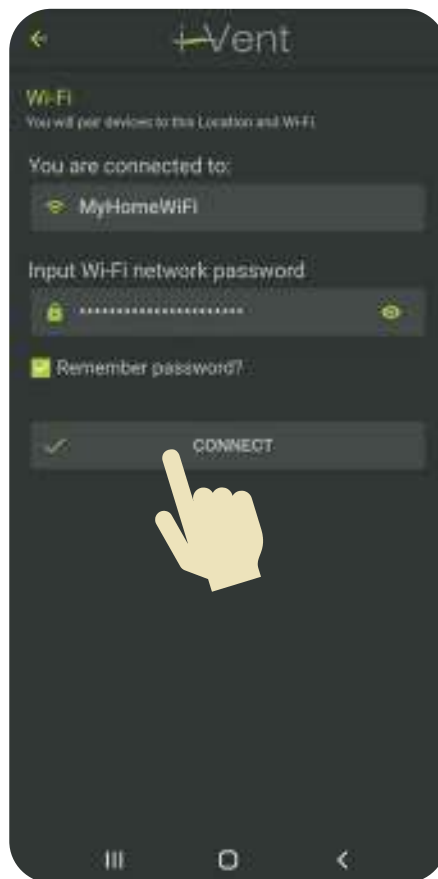 i-Vent
Wi-Fi
You will pair devices to this Location and Wi-Fi.
You are connected to:
MyHomeWiFi
Input Wi-Fi network password
••••••••••••••••••••••
Remember password?
CONNECT